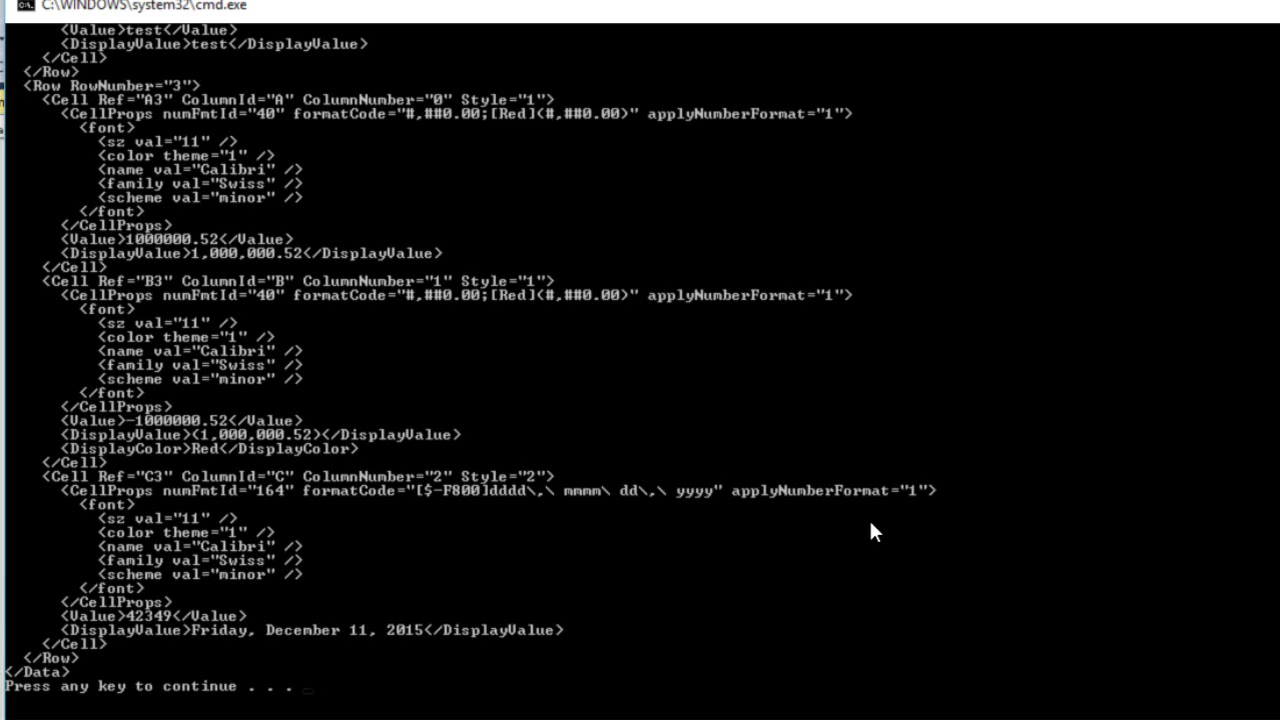 C:\WINDOWS\system32\cmd.exe
<Value>test</Value>
<DisplayValue>test</DisplayValue>
</Cell>
</Row>
<Row RowNumber="3">
<Cell Ref="A3" ColumnId="A" ColumnNumber="0" Style="1">
<CellProps numFmtId="40" formatCode="#,##0.00;[Red](#,##0.00)" applyNumberFormat="1">
<font>
<sz val="11" />
<color theme="1" />
<name val="Calibri" />
<family val="Swiss" />
<scheme val="minor" />
</font>
</CellProps>
<Value>1000000.52</Value>
<DisplayValue>1,000,000.52</DisplayValue>
</Cell>
<Cell Ref="B3" ColumnId="B" ColumnNumber="1" Style="1">
<CellProps numFmtId="40" formatCode="#,##0.00;[Red](#,##0.00)" applyNumberFormat="1">
<font>
<sz val="11" />
<color theme="1" />
<name val="Calibri" />
<family val="Swiss" />
<scheme val="minor" />
</font>
</CellProps>
<Value>-1000000.52</Value>
<DisplayValue>(1,000,000.52)</DisplayValue>
<DisplayColor>Red</DisplayColor>
</Cell>
<Cell Ref="C3" ColumnId="C" ColumnNumber="2" Style="2">
<CellProps numFmtId="164" formatCode="[$-F800]dddd\,\ mmmm\ dd\,\ yyyy" applyNumberFormat="1">
<font>
<sz val="11" />
<color theme="1" />
<name val="Calibri" />
<family val="Swiss" />
<scheme val="minor" />
</font>
</CellProps>
<Value>42349</Value>
<DisplayValue>Friday, December 11, 2015</DisplayValue>
</Cell>
</Row>
</Data>
Press any key to continue . . .